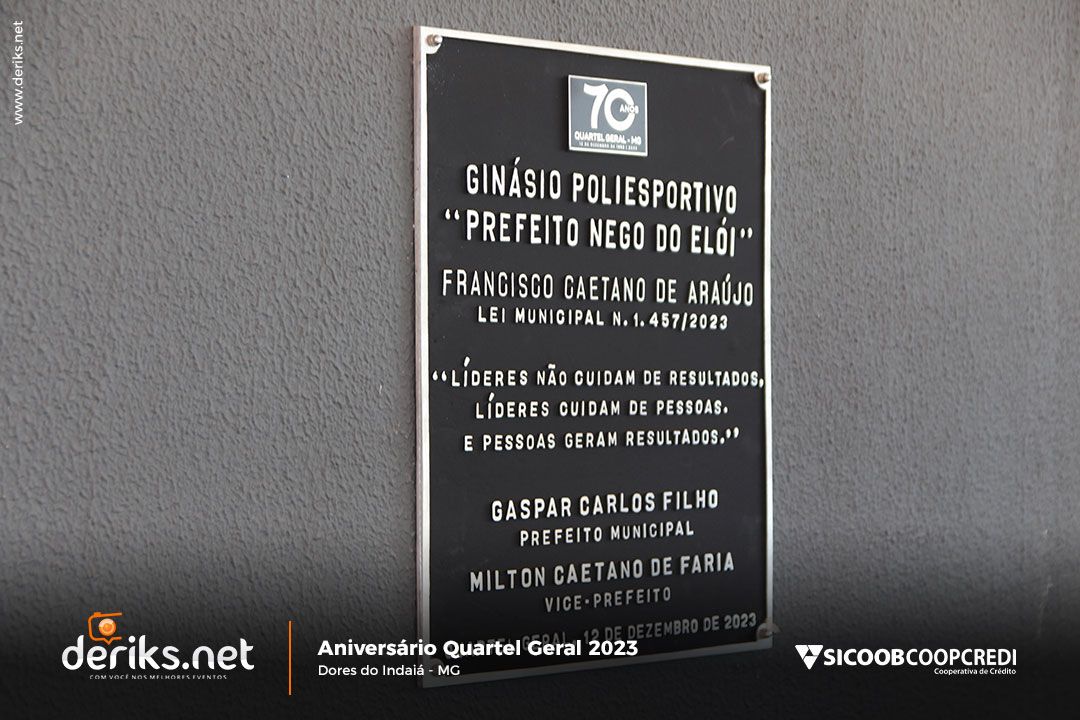 www.deriks.net
70
ANOS
QUARTEL GERAL - MG
GINÁSIO POLIESPORTIVO
“PREFEITO NEGO DO ELÓI”
FRANCISCO CAETANO DE ARAÚJO
LEI MUNICIPAL N. 1.457/2023
“LÍDERES NÃO CUIDAM DE RESULTADOS,
LÍDERES CUIDAM DE PESSOAS.
E PESSOAS GERAM RESULTADOS.”
GASPAR CARLOS FILHO
PREFEITO MUNICIPAL
MILTON CAETANO DE FARIA
VICE-PREFEITO
GERAL, 12 DE DEZEMBRO DE 2023
deriks.net
COM VOCÊ NOS MELHORES EVENTOS
Aniversário Quartel Geral 2023
Dores do Indaiá - MG
SICOOBCOOPCREDI
Cooperativa de Crédito